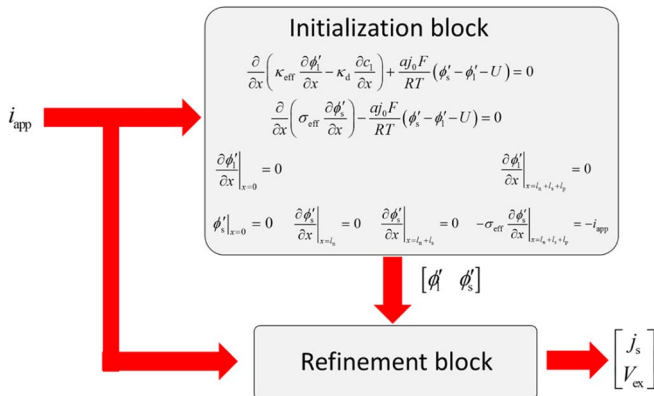 Initialization block
∂/∂x(κ_eff ∂ϕ′_l/∂x − κ_d ∂c_l/∂x) + aj_0F/RT(ϕ′_s − ϕ′_l − U) = 0
∂/∂x(σ_eff ∂ϕ′_s/∂x) − aj_0F/RT(ϕ′_s − ϕ′_l − U) = 0
i_app
∂ϕ′_l/∂x|_{x=0} = 0 ∂ϕ′_l/∂x|_{x=l_n+l_s+l_p} = 0
ϕ′_s|_{x=0} = 0 ∂ϕ′_s/∂x|_{x=l_n} = 0 ∂ϕ′_s/∂x|_{x=l_n+l_s} = 0 −σ_eff ∂ϕ′_s/∂x|_{x=l_n+l_s+l_p} = −i_app
[ϕ′_l ϕ′_s]
Refinement block
[j_s
V_ex]